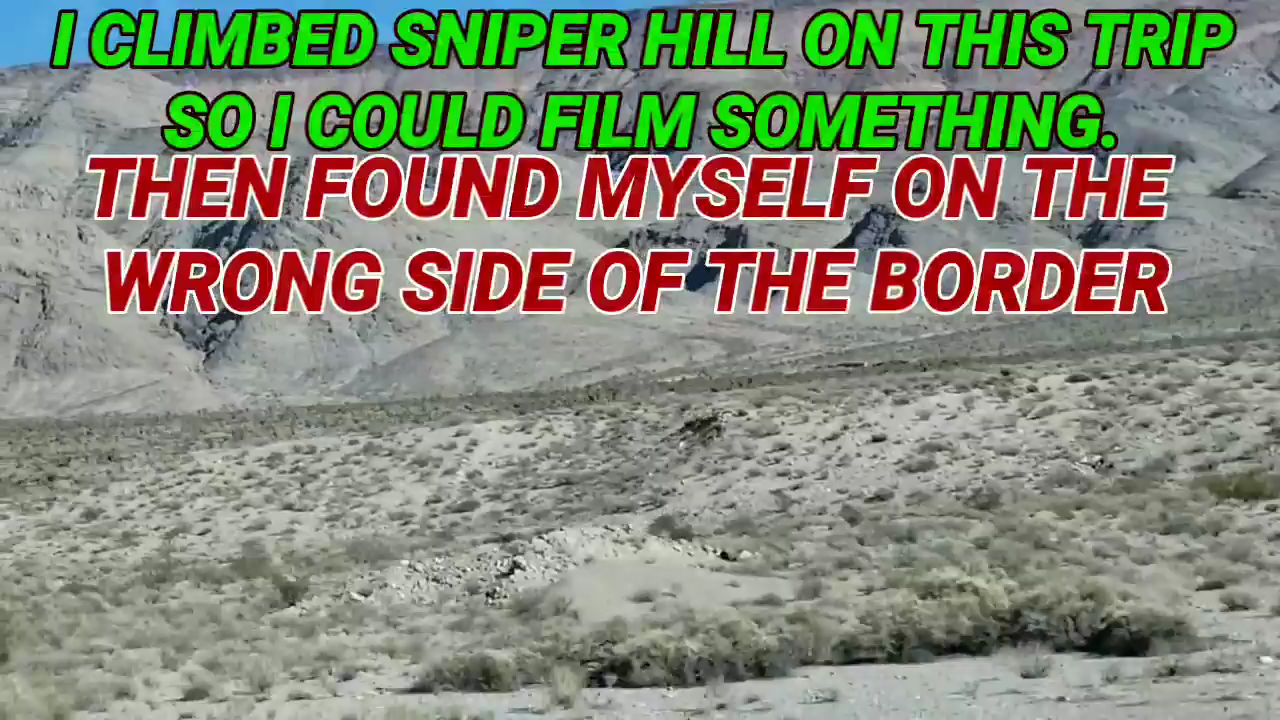 I CLIMBED SNIPER HILL ON THIS TRIP
SO I COULD FILM SOMETHING.
THEN FOUND MYSELF ON THE
WRONG SIDE OF THE BORDER